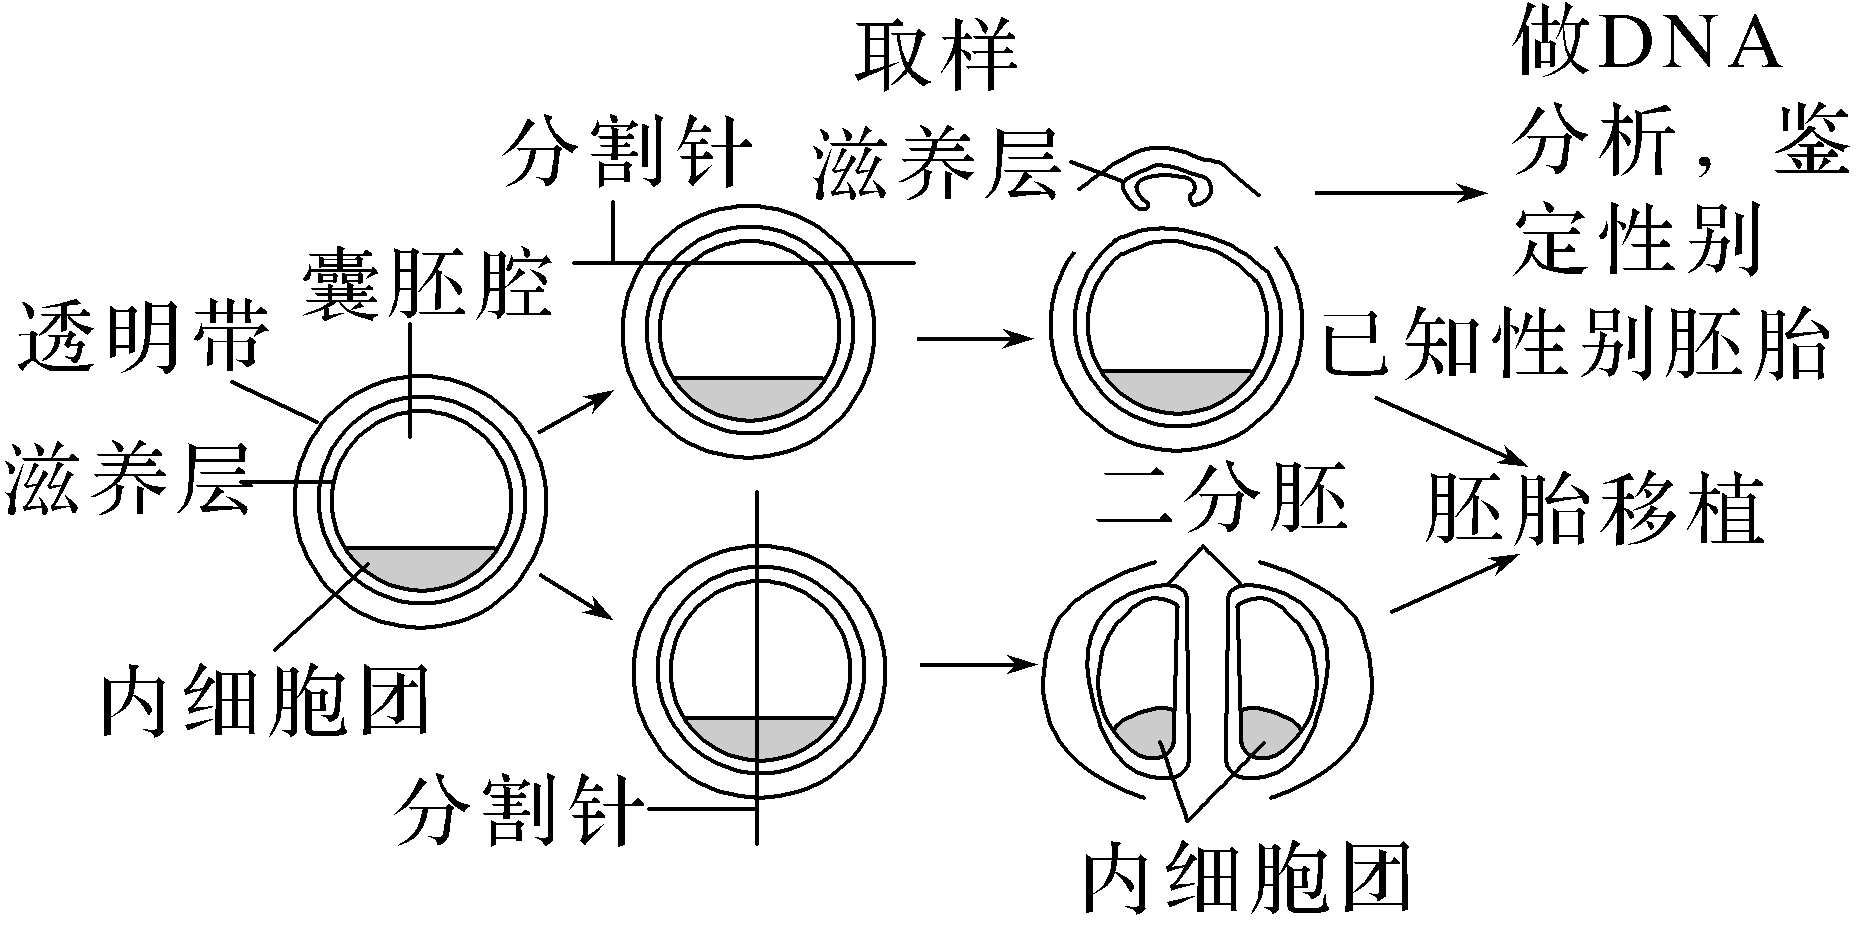 取样
做DNA
分析，鉴
定性别
分割针
滋养层
囊胚腔
透明带
已知性别胚胎
滋养层
二分胚
胚胎移植
内细胞团
分割针
内细胞团